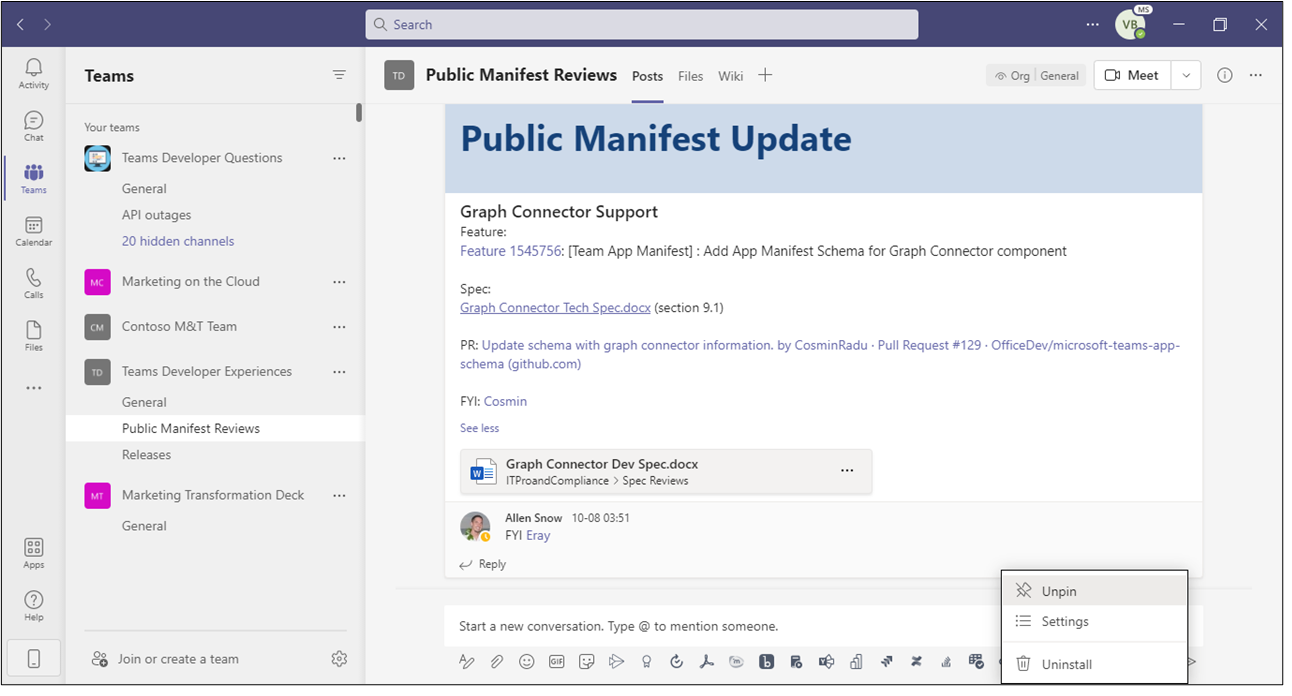 Search
MS
VB
Activity
Chat
Teams
Calendar
Calls
Files
Apps
Help
Teams
Your teams
Teams Developer Questions
General
API outages
20 hidden channels
MC Marketing on the Cloud
CM Contoso M&T Team
TD Teams Developer Experiences
General
Public Manifest Reviews
Releases
MT Marketing Transformation Deck
General
Join or create a team
TD Public Manifest Reviews Posts Files Wiki
Org General Meet
Public Manifest Update
Graph Connector Support
Feature:
Feature 1545756: [Team App Manifest] : Add App Manifest Schema for Graph Connector component
Spec:
Graph Connector Tech Spec.docx (section 9.1)
PR: Update schema with graph connector information. by CosminRadu · Pull Request #129 · OfficeDev/microsoft-teams-app-
schema (github.com)
FYI: Cosmin
See less
W
Graph Connector Dev Spec.docx
ITProandCompliance > Spec Reviews
Allen Snow 10-08 03:51
FYI Eray
Reply
Start a new conversation. Type @ to mention someone.
GIF
b
Unpin
Settings
Uninstall